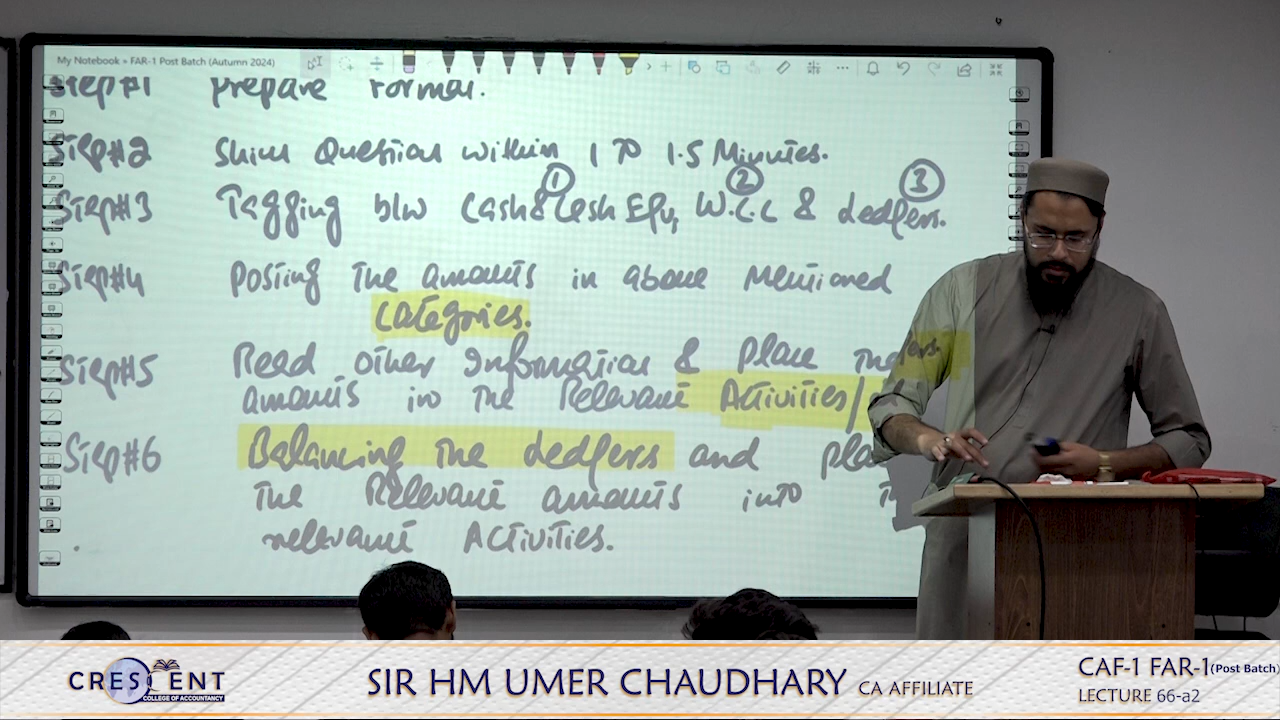 My Notebook » FAR-1 Post Batch (Autumn 2024)
Step#1 Prepare Format.
Step#2 Skim Question within 1 To 1.5 Minutes.
① ② ③
Step#3 Tagging b/w Cash & Cash Eqv, W.C.C & Ledgers.
Step#4 Posting The amounts in above Mentioned
Categories.
Step#5 Read other Information & Place The
amounts in The Relevant Activities/
Step#6 Balancing The Ledgers and
The Relevant amounts into
relevant Activities.
CRESCENT
COLLEGE OF ACCOUNTANCY
SIR HM UMER CHAUDHARY, CA AFFILIATE
CAF-1 FAR-1 (Post Batch)
LECTURE 66-a2